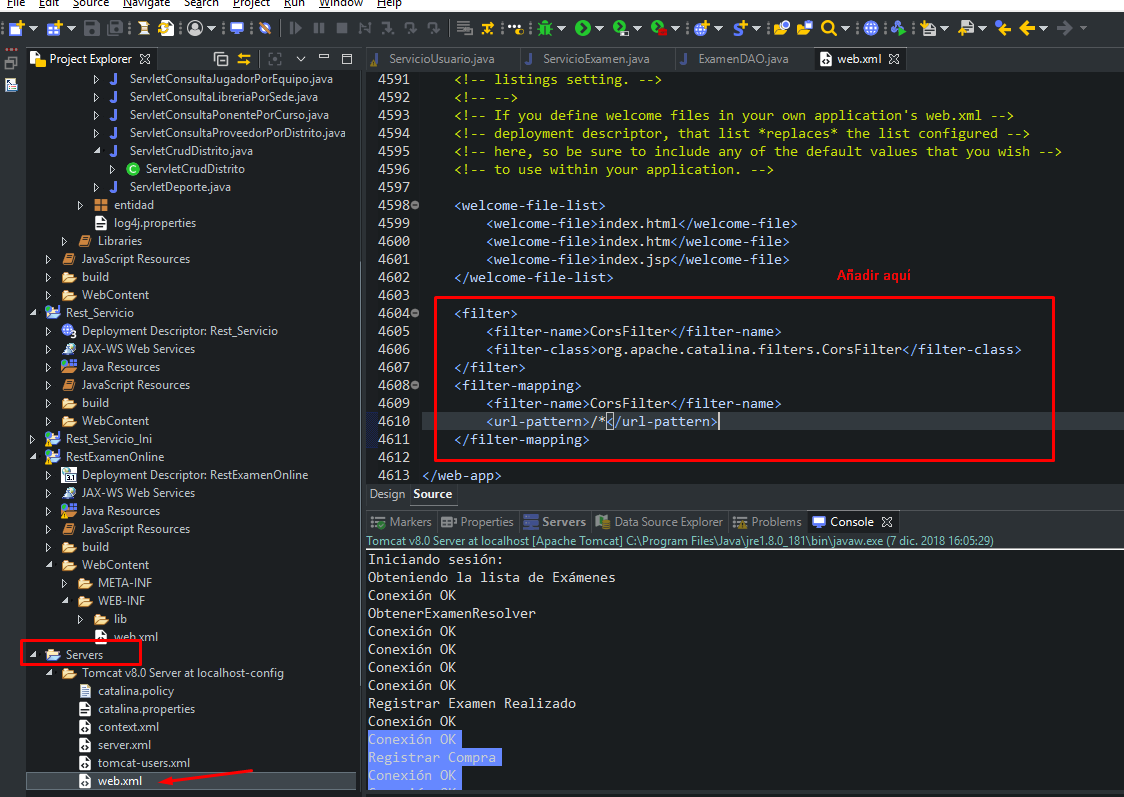 File Edit Source Navigate Search Project Run Window Help
Project Explorer
ServletConsultaJugadorPorEquipo.java
ServletConsultaLibreriaPorSede.java
ServletConsultaPonentePorCurso.java
ServletConsultaProveedorPorDistrito.java
ServletCrudDistrito.java
ServletCrudDistrito
ServletDeporte.java
entidad
log4j.properties
Libraries
JavaScript Resources
build
WebContent
Rest_Servicio
Deployment Descriptor: Rest_Servicio
JAX-WS Web Services
Java Resources
JavaScript Resources
build
WebContent
Rest_Servicio_Ini
RestExamenOnline
Deployment Descriptor: RestExamenOnline
JAX-WS Web Services
Java Resources
JavaScript Resources
build
WebContent
META-INF
WEB-INF
lib
web.xml
Servers
Tomcat v8.0 Server at localhost-config
catalina.policy
catalina.properties
context.xml
server.xml
tomcat-users.xml
web.xml
ServicioUsuario.java ServicioExamen.java ExamenDAO.java web.xml
4591 <!-- listings setting. -->
4592 <!-- -->
4593 <!-- If you define welcome files in your own application's web.xml -->
4594 <!-- deployment descriptor, that list *replaces* the list configured -->
4595 <!-- here, so be sure to include any of the default values that you wish -->
4596 <!-- to use within your application. -->
4597
4598 <welcome-file-list>
4599 <welcome-file>index.html</welcome-file>
4600 <welcome-file>index.htm</welcome-file>
4601 <welcome-file>index.jsp</welcome-file>
4602 </welcome-file-list>
Añadir aquí
4603
4604 <filter>
4605 <filter-name>CorsFilter</filter-name>
4606 <filter-class>org.apache.catalina.filters.CorsFilter</filter-class>
4607 </filter>
4608 <filter-mapping>
4609 <filter-name>CorsFilter</filter-name>
4610 <url-pattern>/*</url-pattern>
4611 </filter-mapping>
4612
4613 </web-app>
Design Source
Markers Properties Servers Data Source Explorer Problems Console
Tomcat v8.0 Server at localhost [Apache Tomcat] C:\Program Files\Java\jre1.8.0_181\bin\javaw.exe (7 dic. 2018 16:05:29)
Iniciando sesión:
Obteniendo la lista de Exámenes
Conexión OK
ObtenerExamenResolver
Conexión OK
Conexión OK
Conexión OK
Conexión OK
Registrar Examen Realizado
Conexión OK
Conexión OK
Registrar Compra
Conexión OK